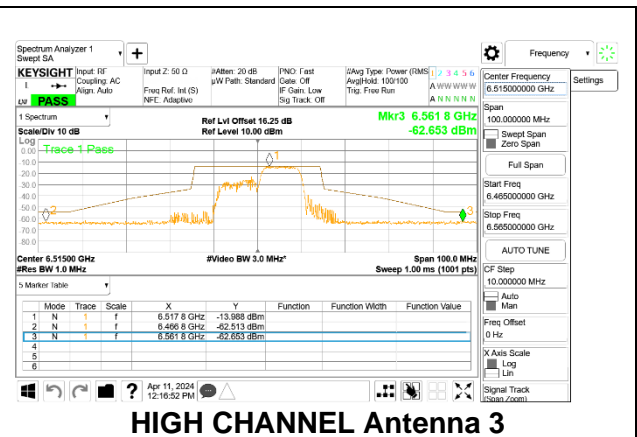 Spectrum Analyzer 1
Swept SA
Frequency
KEYSIGHT
Input: RF
Coupling: AC
Align: Auto
Input Z: 50 Ω
Freq Ref: Int (S)
NFE: Adaptive
#Atten: 20 dB
µW Path: Standard
PNO: Fast
Gate: Off
IF Gain: Low
Sig Track: Off
#Avg Type: Power (RMS
Avg|Hold: 100/100
Trig: Free Run
1 2 3 4 5 6
A W W W W W
A N N N N N
PASS
Center Frequency
6.515000000 GHz
Settings
Span
100.000000 MHz
Swept Span
Zero Span
Full Span
Start Freq
6.465000000 GHz
Stop Freq
6.565000000 GHz
AUTO TUNE
CF Step
10.000000 MHz
Auto
Man
Freq Offset
0 Hz
X Axis Scale
Log
Lin
Signal Track
(Span Zoom)
1 Spectrum
Scale/Div 10 dB
Ref Lvl Offset 16.25 dB
Ref Level 10.00 dBm
Mkr3 6.561 8 GHz
-62.653 dBm
Log
Trace 1 Pass
0.00
10.0
20.0
30.0
40.0
50.0
60.0
70.0
80.0
1
2
3
Center 6.51500 GHz
#Res BW 1.0 MHz
#Video BW 3.0 MHz*
Span 100.0 MHz
Sweep 1.00 ms (1001 pts)
5 Marker Table
Mode Trace Scale X Y Function Function Width Function Value
1 N 1 f 6.517 8 GHz -13.988 dBm
2 N 1 f 6.466 8 GHz -62.513 dBm
3 N 1 f 6.561 8 GHz -62.653 dBm
4
5
6
?
Apr 11, 2024
12:16:52 PM
HIGH CHANNEL Antenna 3